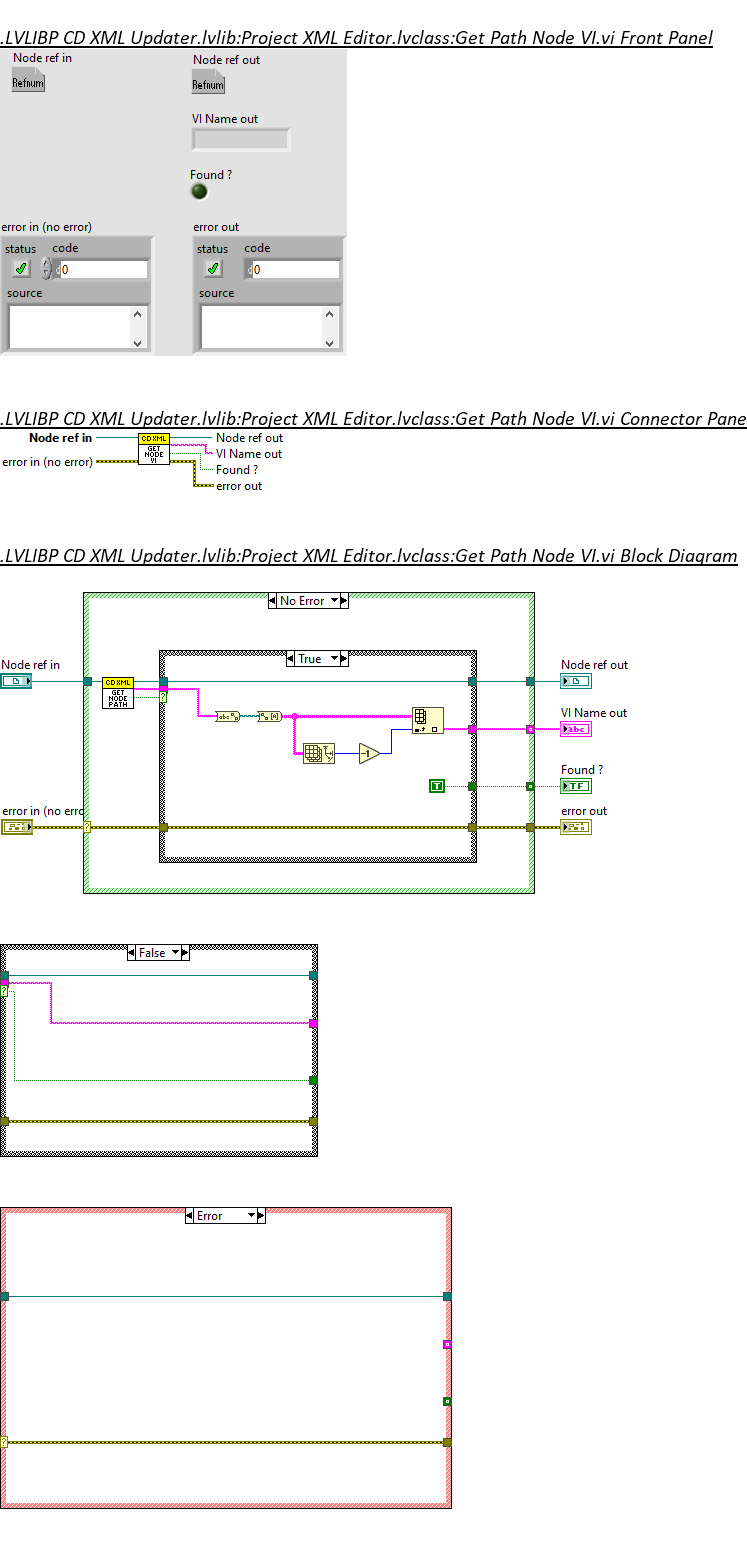 .LVLIBP CD XML Updater.lvlib:Project XML Editor.lvclass:Get Path Node VI.vi Front Panel
Node ref in
Node ref out
Refnum
Refnum
VI Name out
Found ?
error in (no error)
error out
status code
status code
d 0
d 0
source
source
.LVLIBP CD XML Updater.lvlib:Project XML Editor.lvclass:Get Path Node VI.vi Connector Pane
Node ref in
CDXML
GET
NODE
VI
Node ref out
VI Name out
error in (no error)
Found ?
error out
.LVLIBP CD XML Updater.lvlib:Project XML Editor.lvclass:Get Path Node VI.vi Block Diagram
No Error
True
Node ref in
Node ref out
CDXML
GET
NODE
PATH
?
abc
VI Name out
abc
-1
Found ?
T
TF
error in (no erro
error out
?
False
?
Error
?